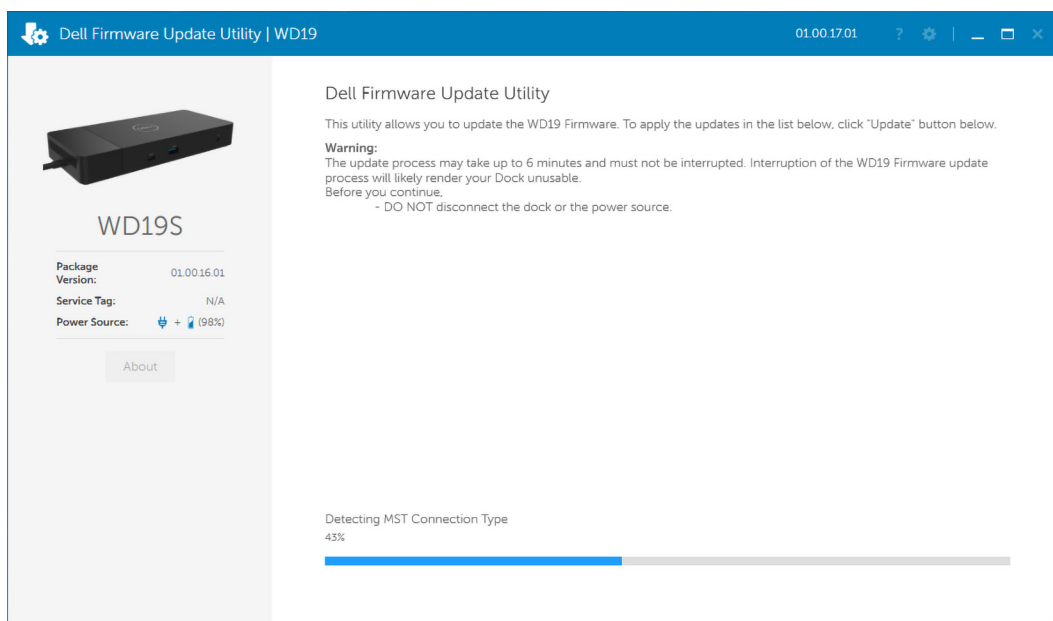 Dell Firmware Update Utility | WD19
01.00.17.01
?
Dell Firmware Update Utility
This utility allows you to update the WD19 Firmware. To apply the updates in the list below, click "Update" button below.
Warning:
The update process may take up to 6 minutes and must not be interrupted. Interruption of the WD19 Firmware update
process will likely render your Dock unusable.
Before you continue,
- DO NOT disconnect the dock or the power source.
WD19S
Package
Version:
01.00.16.01
Service Tag: N/A
Power Source: + (98%)
About
Detecting MST Connection Type
43%